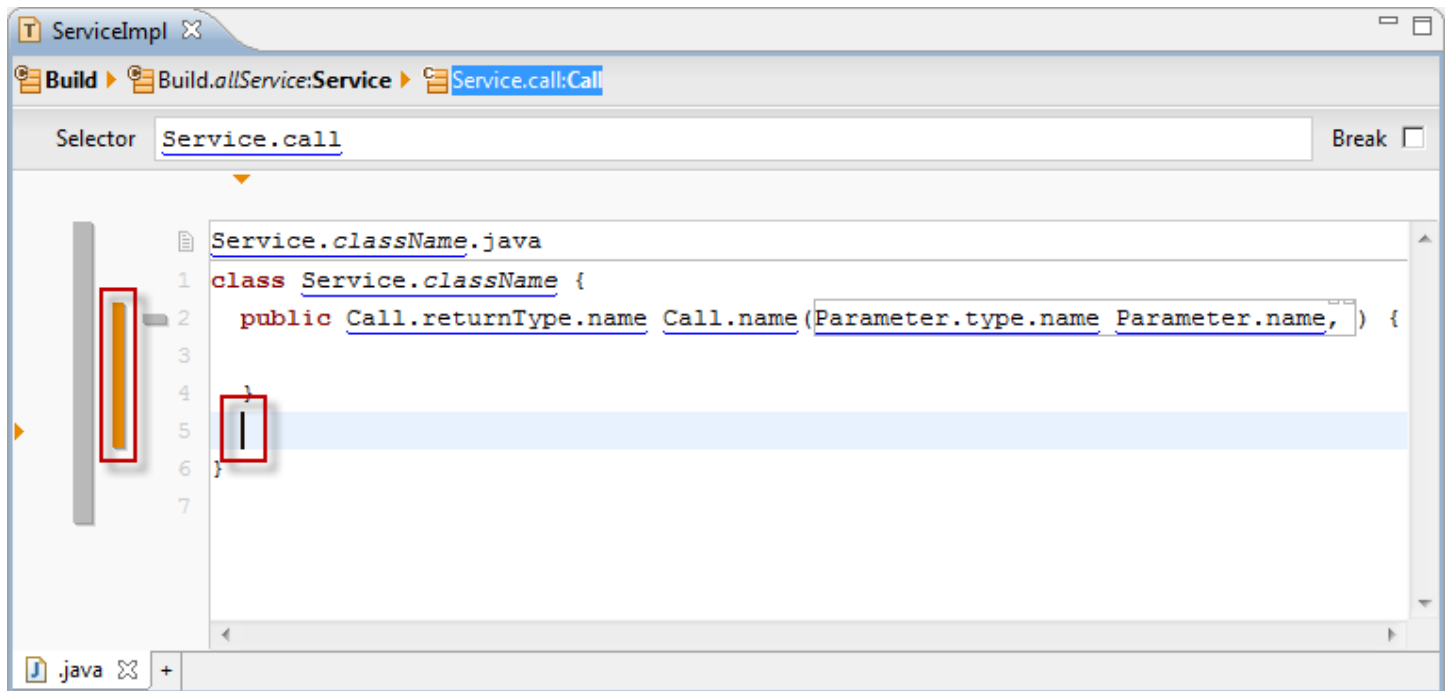 ServiceImpl
Build Build.allService:Service Service.call:Call
Selector Service.call Break
Service.className.java
1 class Service.className {
2 public Call.returnType.name Call.name(Parameter.type.name Parameter.name, ) {
3
4 }
5
6 }
7
.java +